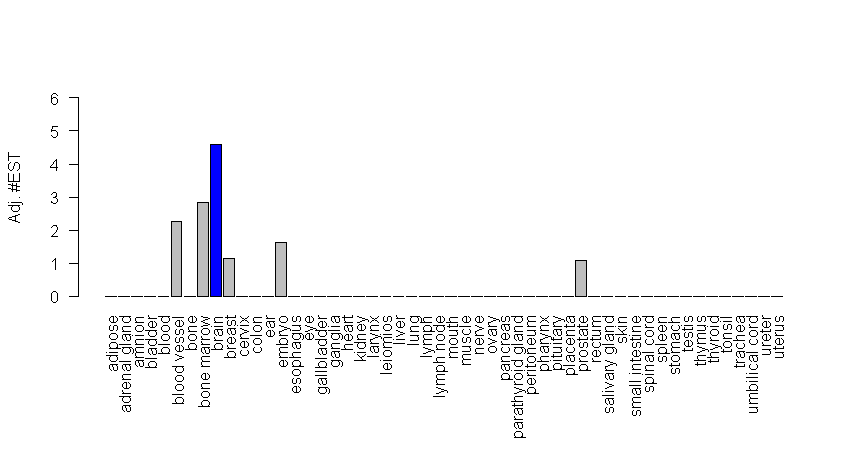 Adj. #EST
6
5
4
3
2
1
0
adipose
adrenal gland
amnion
bladder
blood
blood vessel
bone
bone marrow
brain
breast
cervix
colon
ear
embryo
esophagus
eye
gallbladder
ganglia
heart
kidney
larynx
leiomios
liver
lung
lymph
lymph node
mouth
muscle
nerve
ovary
pancreas
parathyroid gland
peritoneum
pharynx
pituitary
placenta
prostate
rectum
salivary gland
skin
small intestine
spinal cord
spleen
stomach
testis
thymus
thyroid
tonsil
trachea
umbilical cord
ureter
uterus